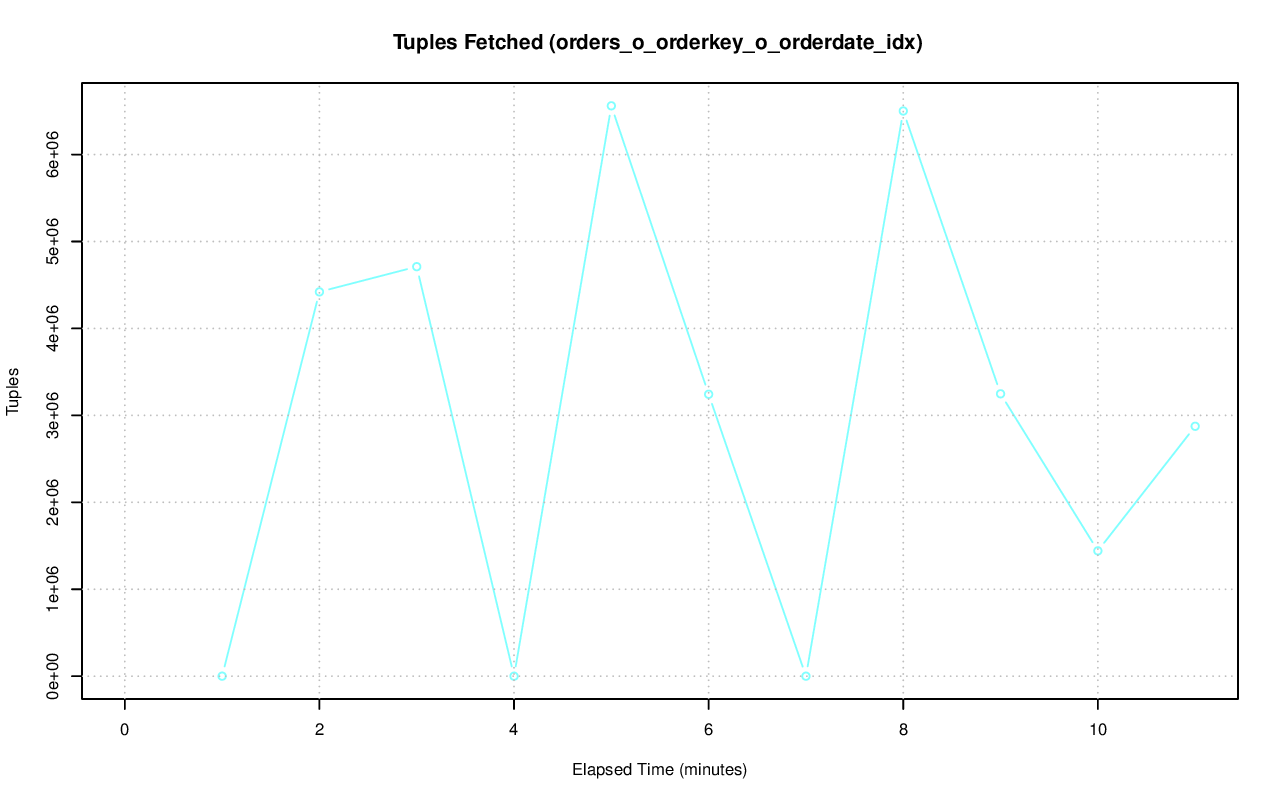 Tuples Fetched (orders_o_orderkey_o_orderdate_idx)
Tuples
6e+06
5e+06
4e+06
3e+06
2e+06
1e+06
0e+00
0 2 4 6 8 10
Elapsed Time (minutes)